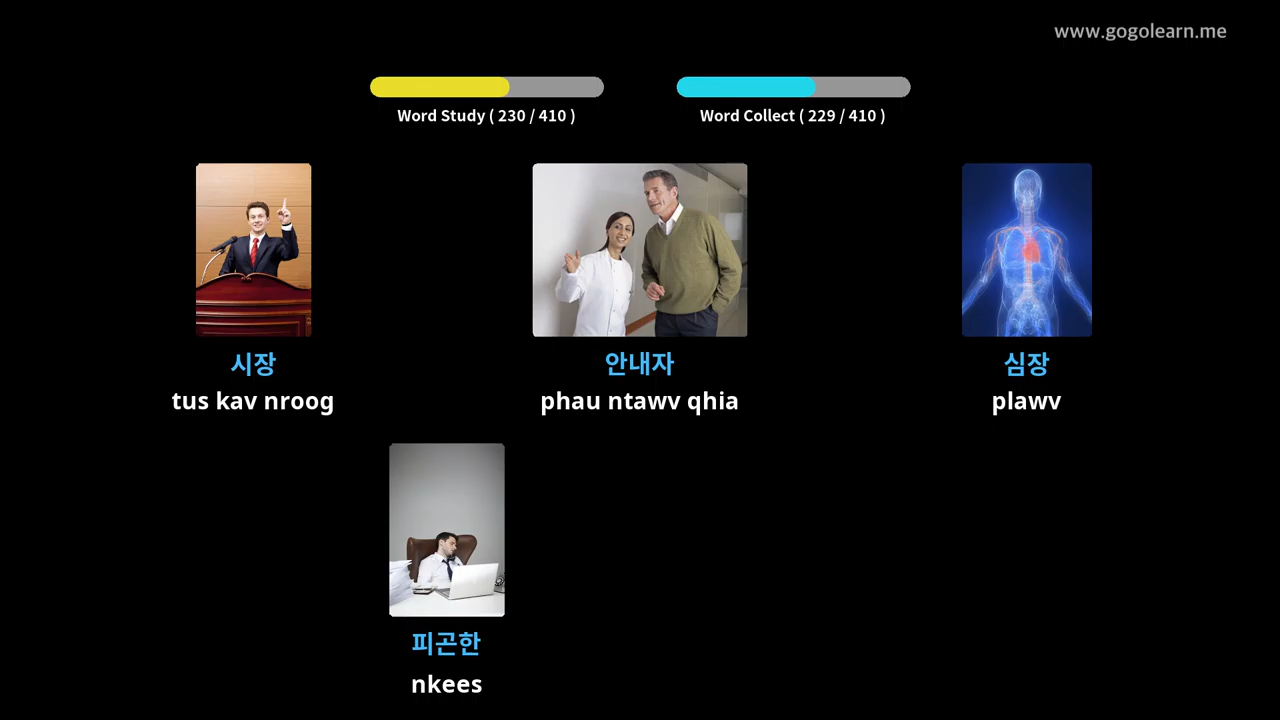 www.gogolearn.me
Word Study ( 230 / 410 )
Word Collect ( 229 / 410 )
시장
tus kav nroog
안내자
phau ntawv qhia
심장
plawv
피곤한
nkees